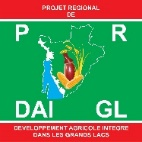 PROJET REGIONAL
DE
P R
DAI GL
DEVELOPPEMENT AGRICOLE INTEGRE
DANS LES GRANDS LACS